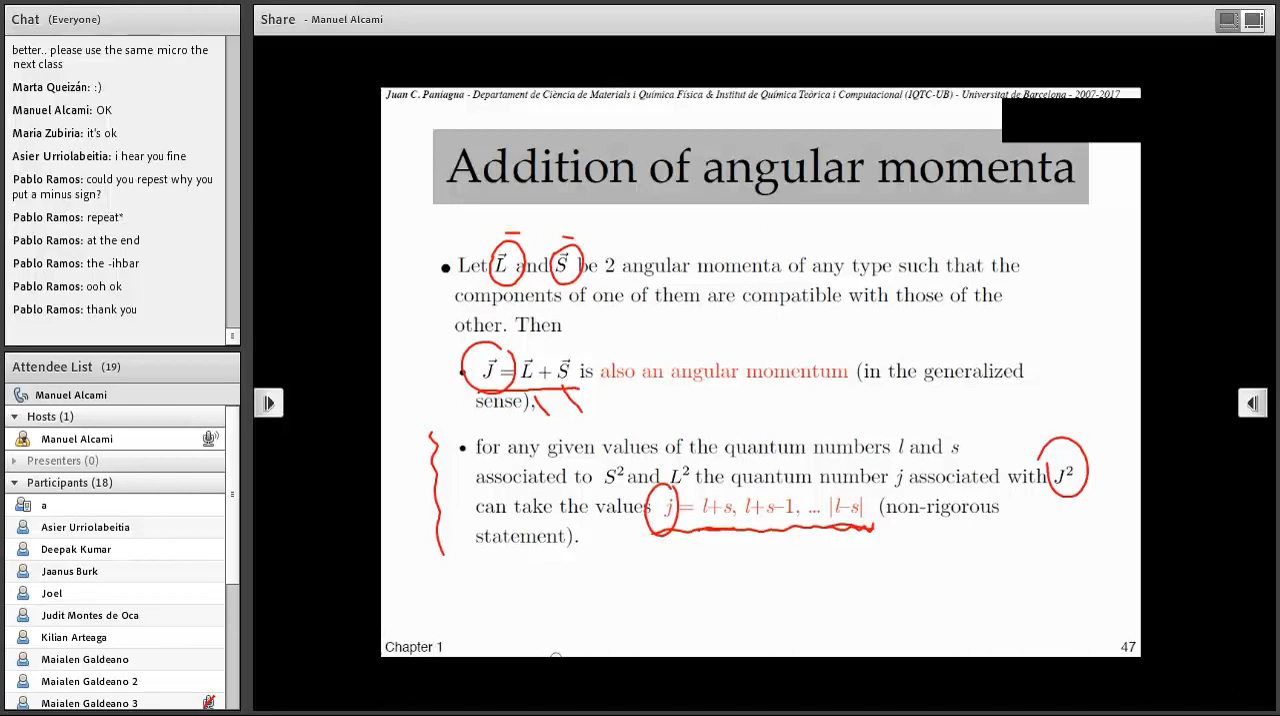 Chat (Everyone)
better.. please use the same micro the
next class
Marta Queizán: :)
Manuel Alcami: OK
Maria Zubiria: it's ok
Asier Urriolabeitia: i hear you fine
Pablo Ramos: could you repest why you
put a minus sign?
Pablo Ramos: repeat*
Pablo Ramos: at the end
Pablo Ramos: the -ihbar
Pablo Ramos: ooh ok
Pablo Ramos: thank you
Attendee List (19)
Manuel Alcami
Hosts (1)
Manuel Alcami
Presenters (0)
Participants (18)
a
Asier Urriolabeitia
Deepak Kumar
Jaanus Burk
Joel
Judit Montes de Oca
Kilian Arteaga
Maialen Galdeano
Maialen Galdeano 2
Maialen Galdeano 3
Share - Manuel Alcami
Juan C. Paniagua - Departament de Ciència de Materials i Química Física & Institut de Química Teòrica i Computacional (IQTC-UB) - Universitat de Barcelona - 2007-2017
Addition of angular momenta
• Let L⃗ and S⃗ be 2 angular momenta of any type such that the
components of one of them are compatible with those of the
other. Then
• J⃗ = L⃗ + S⃗ is also an angular momentum (in the generalized
sense),
• for any given values of the quantum numbers l and s
associated to S² and L² the quantum number j associated with J²
can take the values j = l+s, l+s–1, ... |l–s| (non-rigorous
statement).
Chapter 1
47